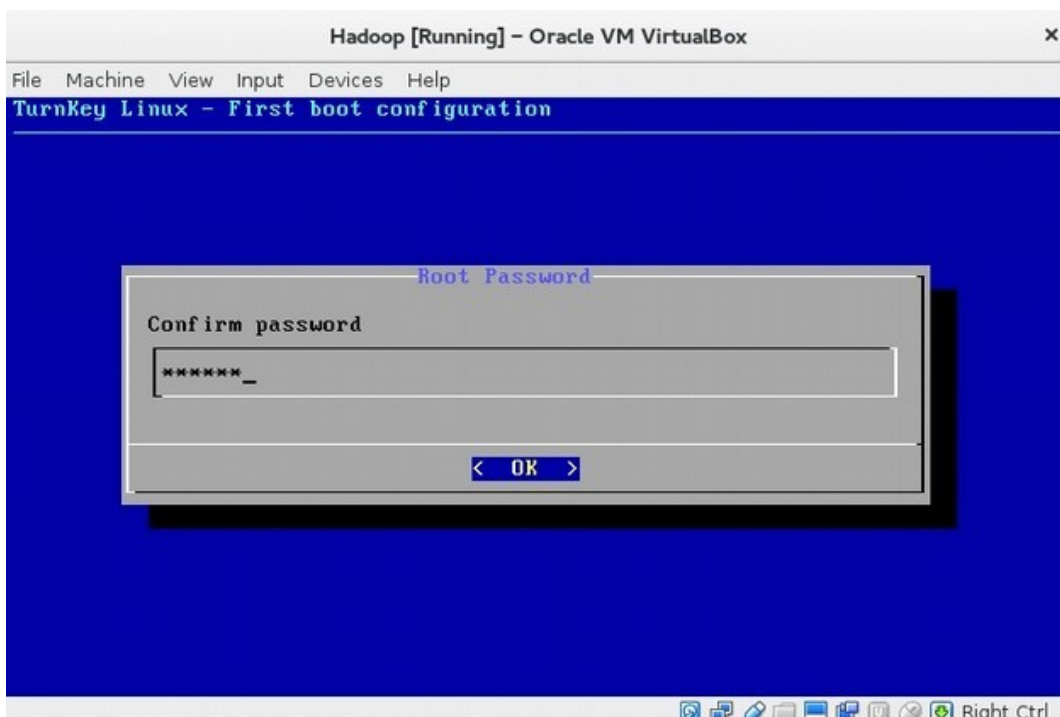 Hadoop [Running] - Oracle VM VirtualBox ×
File Machine View Input Devices Help
TurnKey Linux - First boot configuration
Root Password
Confirm password
******_
< OK >
Right Ctrl